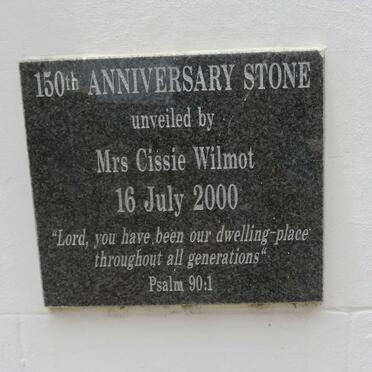 150th ANNIVERSARY STONE
unveiled by
Mrs Cissie Wilmot
16 July 2000
"Lord, you have been our dwelling-place
throughout all generations"
Psalm 90:1